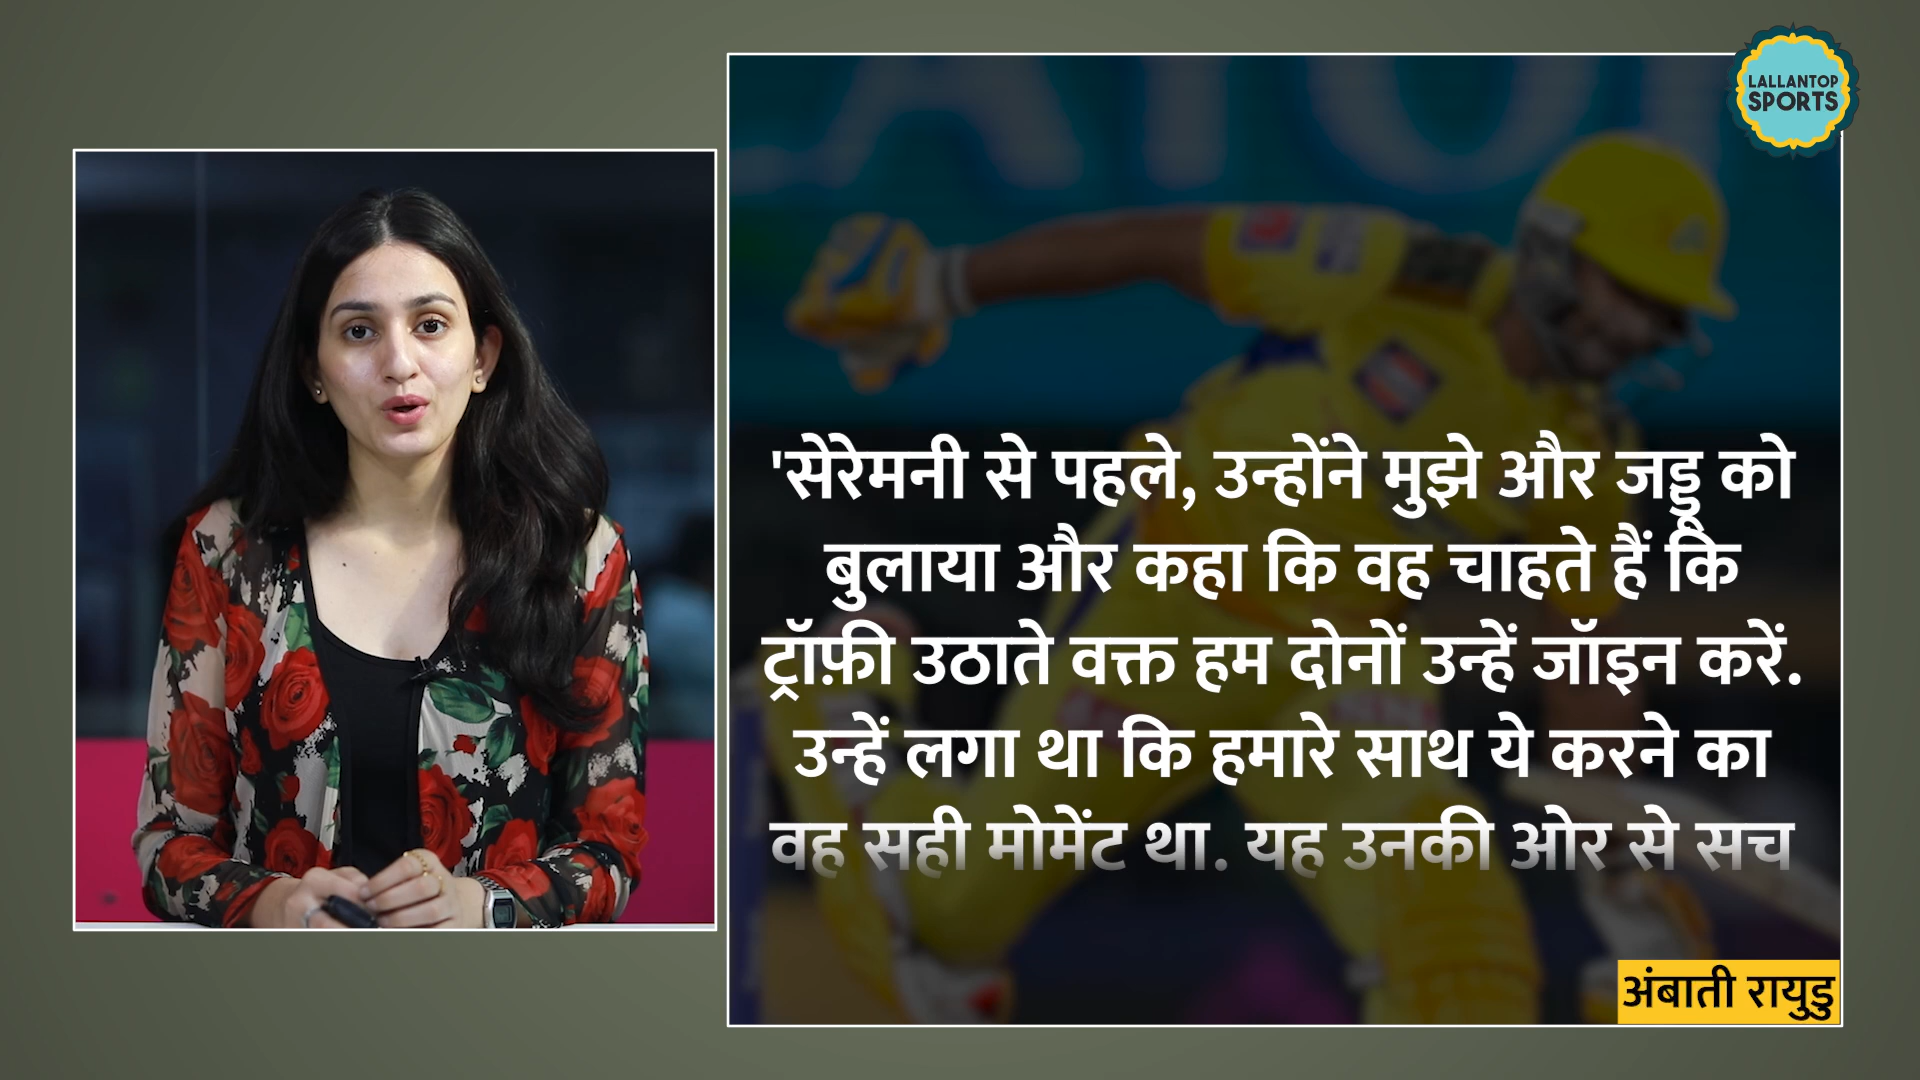 LALLANTOP
SPORTS
'सेरेमनी से पहले, उन्होंने मुझे और जड्डू को
बुलाया और कहा कि वह चाहते हैं कि
ट्रॉफ़ी उठाते वक्त हम दोनों उन्हें जॉइन करें.
उन्हें लगा था कि हमारे साथ ये करने का
वह सही मोमेंट था. यह उनकी ओर से सच
अंबाती रायुडु